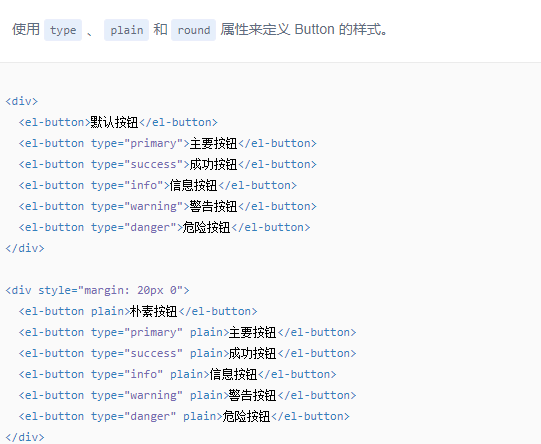 使用 type 、 plain 和 round 属性来定义 Button 的样式。
<div>
  <el-button>默认按钮</el-button>
  <el-button type="primary">主要按钮</el-button>
  <el-button type="success">成功按钮</el-button>
  <el-button type="info">信息按钮</el-button>
  <el-button type="warning">警告按钮</el-button>
  <el-button type="danger">危险按钮</el-button>
</div>
<div style="margin: 20px 0">
  <el-button plain>朴素按钮</el-button>
  <el-button type="primary" plain>主要按钮</el-button>
  <el-button type="success" plain>成功按钮</el-button>
  <el-button type="info" plain>信息按钮</el-button>
  <el-button type="warning" plain>警告按钮</el-button>
  <el-button type="danger" plain>危险按钮</el-button>
</div>